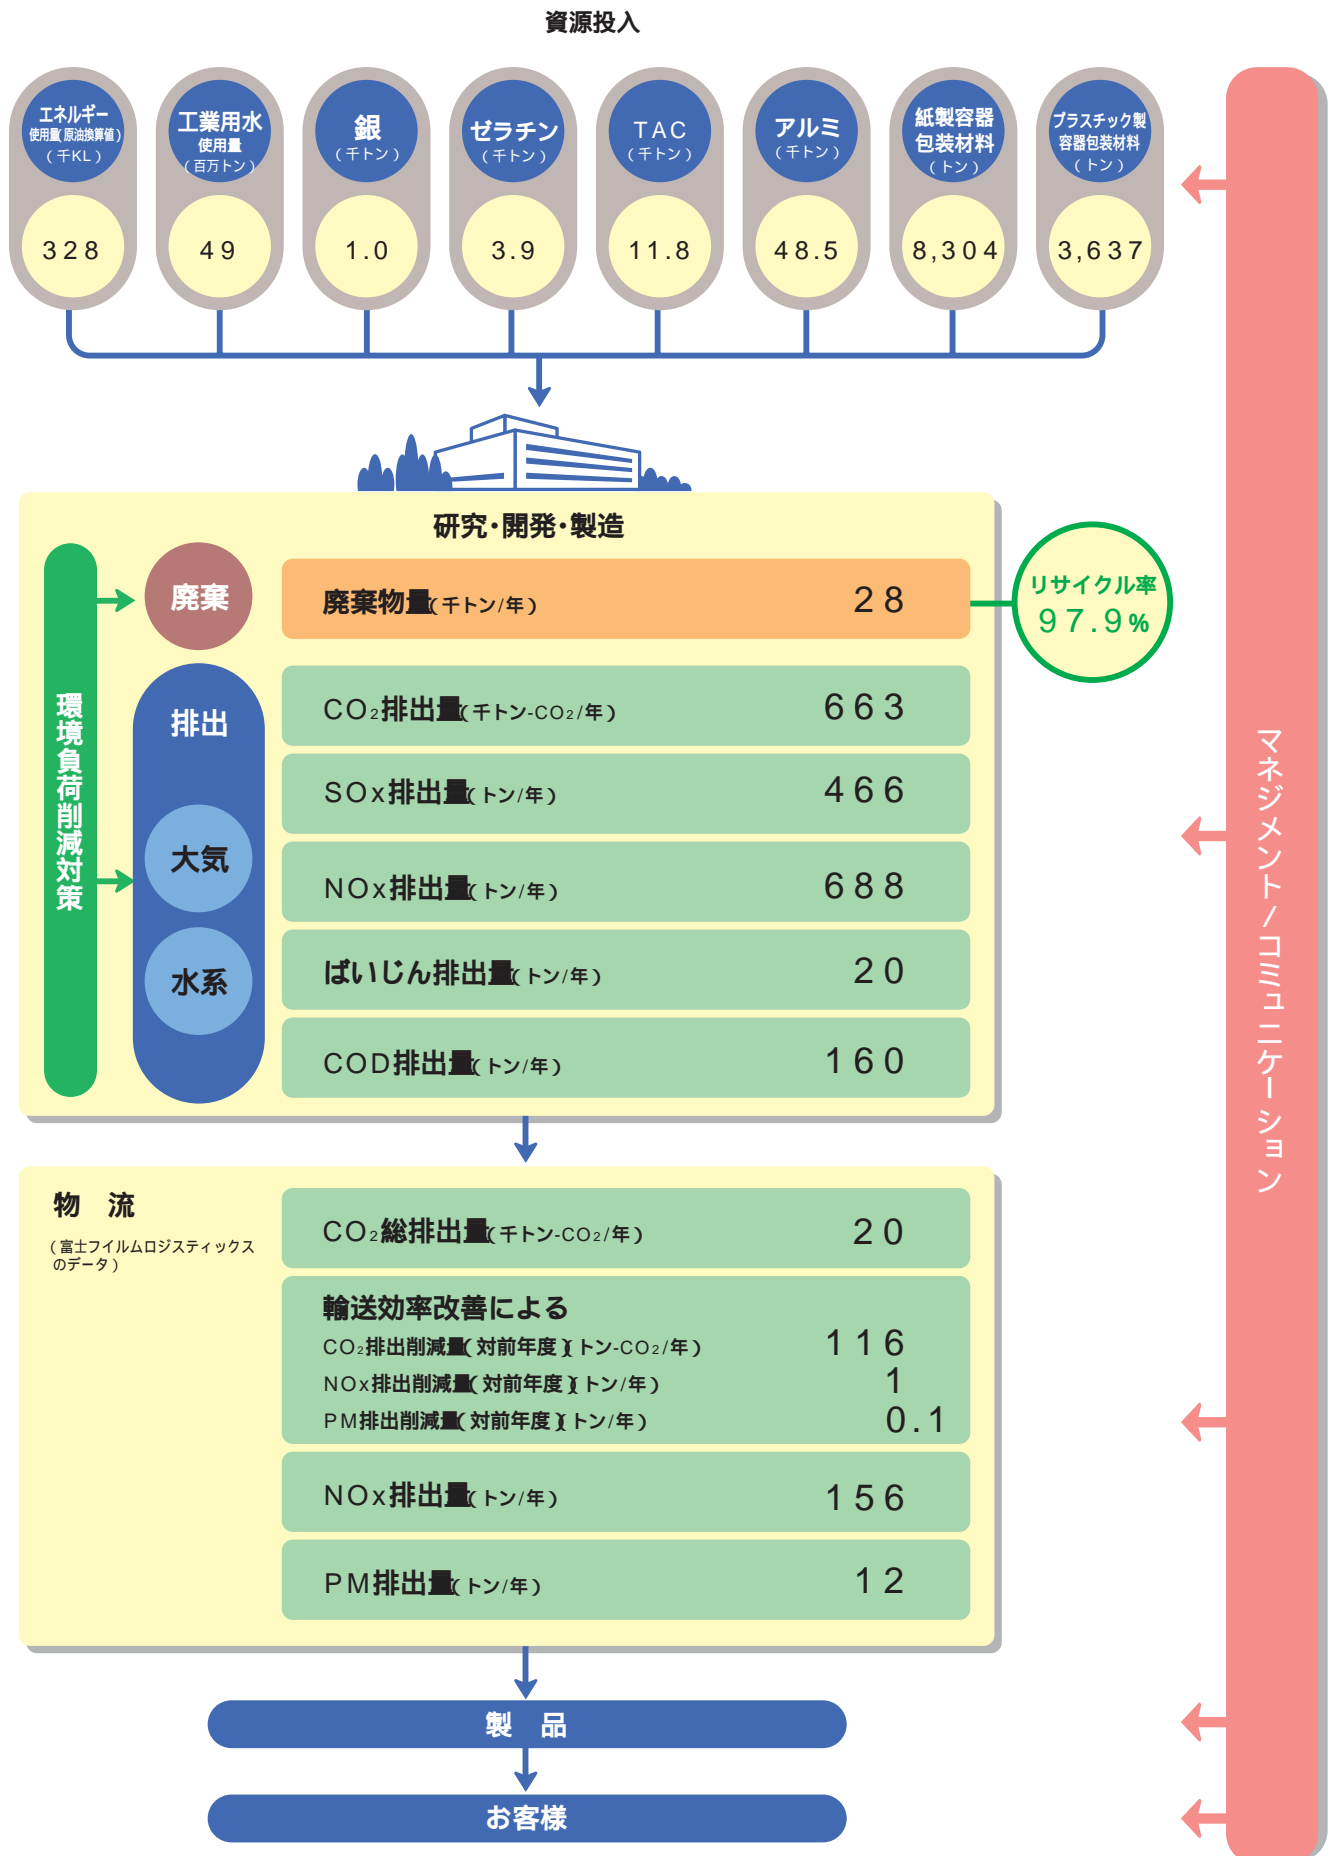 資源投入
エネルギー
使用量(原油換算値)
(千KL)
328
工業用水
使用量
(百万トン)
49
銀
(千トン)
1.0
ゼラチン
(千トン)
3.9
TAC
(千トン)
11.8
アルミ
(千トン)
48.5
紙製容器
包装材料
(トン)
8,304
プラスチック製
容器包装材料
(トン)
3,637
研究・開発・製造
環境負荷削減対策
廃棄
廃棄物量(千トン/年) 28
リサイクル率
97.9%
排出
大気
水系
CO₂排出量(千トン-CO₂/年) 663
SOx排出量(トン/年) 466
NOx排出量(トン/年) 688
ばいじん排出量(トン/年) 20
COD排出量(トン/年) 160
物 流
(富士フイルムロジスティックス
のデータ)
CO₂総排出量(千トン-CO₂/年) 20
輸送効率改善による
CO₂排出削減量(対前年度)(トン-CO₂/年) 116
NOx排出削減量(対前年度)(トン/年) 1
PM排出削減量(対前年度)(トン/年) 0.1
NOx排出量(トン/年) 156
PM排出量(トン/年) 12
製 品
お客様
マネジメント/コミュニケーション